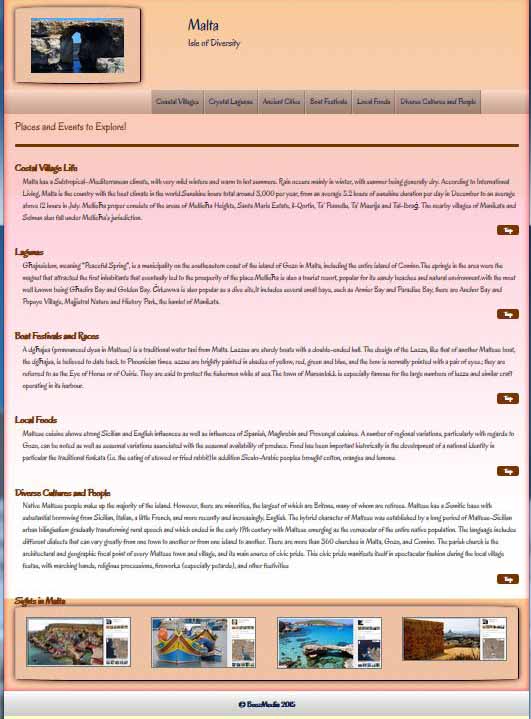 Malta
Isle of Diversity
Coastal Villages
Crystal Lagunas
Ancient Cities
Boat Festivals
Local Foods
Diverse Cultures and People
Places and Events to Explore!
Costal Village Life
Malta has a Subtropical-Mediterranean climate, with very mild winters and warm to hot summers. Rain occurs mainly in winter, with summer being generally dry. According to International
Living, Malta is the country with the best climate in the world.Sunshine hours total around 3,000 per year, from an average 5.2 hours of sunshine duration per day in December to an average
above 12 hours in July. Mellieħa proper consists of the areas of Mellieħa Heights, Santa Maria Estate, il-Qortin, Ta' Pennellu, Ta' Masrija and Tal-Ibraġ. The nearby villages of Manikata and
Selmun also fall under Mellieħa's jurisdiction.
Top
Lagunas
Għajnsielem, meaning "Peaceful Spring", is a municipality on the southeastern coast of the island of Gozo in Malta, including the entire island of Comino.The springs in the area were the
magnet that attracted the first inhabitants that eventually led to the prosperity of the place.Mellieħa is also a tourist resort, popular for its sandy beaches and natural environment.with the most
well known being Għadira Bay and Golden Bay. Ċirkewwa is also popular as a dive site,It includes several small bays, such as Armier Bay and Paradise Bay, there are Anchor Bay and
Popeye Village, Majjistral Nature and History Park, the hamlet of Manikata.
Top
Boat Festivals and Races
A dgħajsa (pronounced dysa in Maltese) is a traditional water taxi from Malta. Luzzus are sturdy boats with a double-ended hull. The design of the Luzzu, like that of another Maltese boat,
the dgħajsa, is believed to date back to Phoenician times. uzzus are brightly painted in shades of yellow, red, green and blue, and the bow is normally pointed with a pair of eyes.; they are
referred to as the Eye of Horus or of Osiris. They are said to protect the fishermen while at sea.The town of Marsaxlokk is especially famous for the large numbers of luzzu and similar craft
operating in its harbour.
Top
Local Foods
Maltese cuisine shows strong Sicilian and English influences as well as influences of Spanish, Maghrebin and Provençal cuisines. A number of regional variations, particularly with regards to
Gozo, can be noted as well as seasonal variations associated with the seasonal availability of produce. Food has been important historically in the development of a national identity in
particular the traditional fenkata (i.e. the eating of stewed or fried rabbit)In addition Siculo-Arabic peoples brought cotton, oranges and lemons.
Top
Diverse Cultures and People
Native Maltese people make up the majority of the island. However, there are minorities, the largest of which are Britons, many of whom are retirees. Maltese has a Semitic base with
substantial borrowing from Sicilian, Italian, a little French, and more recently and increasingly, English. The hybrid character of Maltese was established by a long period of Maltese-Sicilian
urban bilingualism gradually transforming rural speech and which ended in the early 19th century with Maltese emerging as the vernacular of the entire native population. The language includes
different dialects that can vary greatly from one town to another or from one island to another. There are more than 360 churches in Malta, Gozo, and Comino. The parish church is the
architectural and geographic focal point of every Maltese town and village, and its main source of civic pride. This civic pride manifests itself in spectacular fashion during the local village
festas, with marching bands, religious processions, fireworks (especially petards), and other festivities
Top
Sights in Malta
© BoozMedia 2015